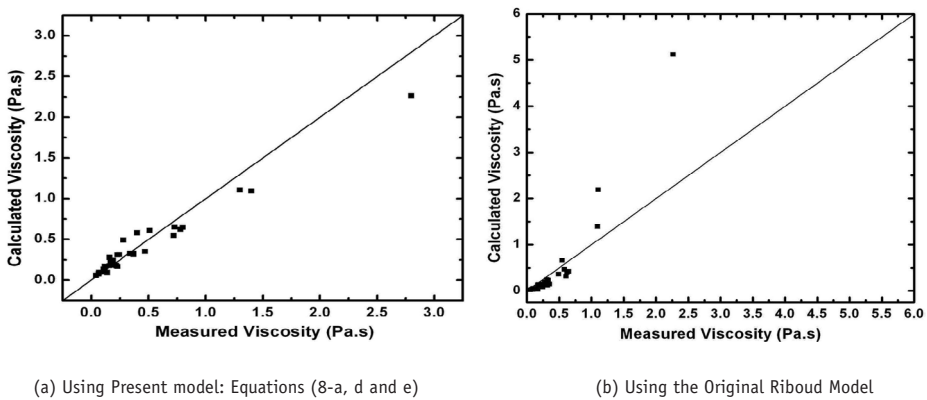 3.0
2.5
2.0
1.5
1.0
0.5
0.0
Calculated Viscosity (Pa.s)
0.0 0.5 1.0 1.5 2.0 2.5 3.0
Measured Viscosity (Pa.s)
6
5
4
3
2
1
0
Calculated Viscosity (Pa.s)
0.0 0.5 1.0 1.5 2.0 2.5 3.0 3.5 4.0 4.5 5.0 5.5 6.0
Measured Viscosity (Pa.s)
(a) Using Present model: Equations (8-a, d and e)
(b) Using the Original Riboud Model